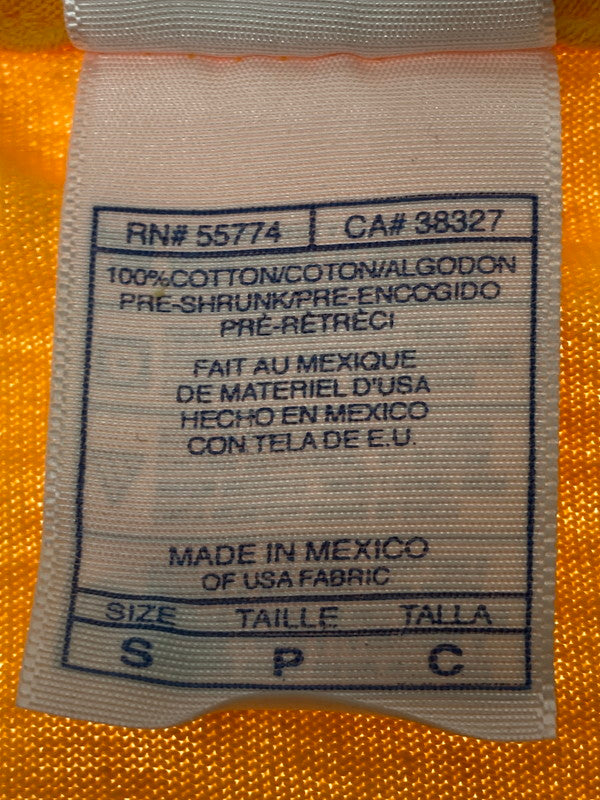 RN# 55774 CA# 38327
100%COTTON/COTON/ALGODON
PRE-SHRUNK/PRE-ENCOGIDO
PRÉ-RÉTRÉCI
FAIT AU MEXIQUE
DE MATERIEL D'USA
HECHO EN MEXICO
CON TELA DE E.U.
MADE IN MEXICO
OF USA FABRIC
SIZE TAILLE TALLA
S P C